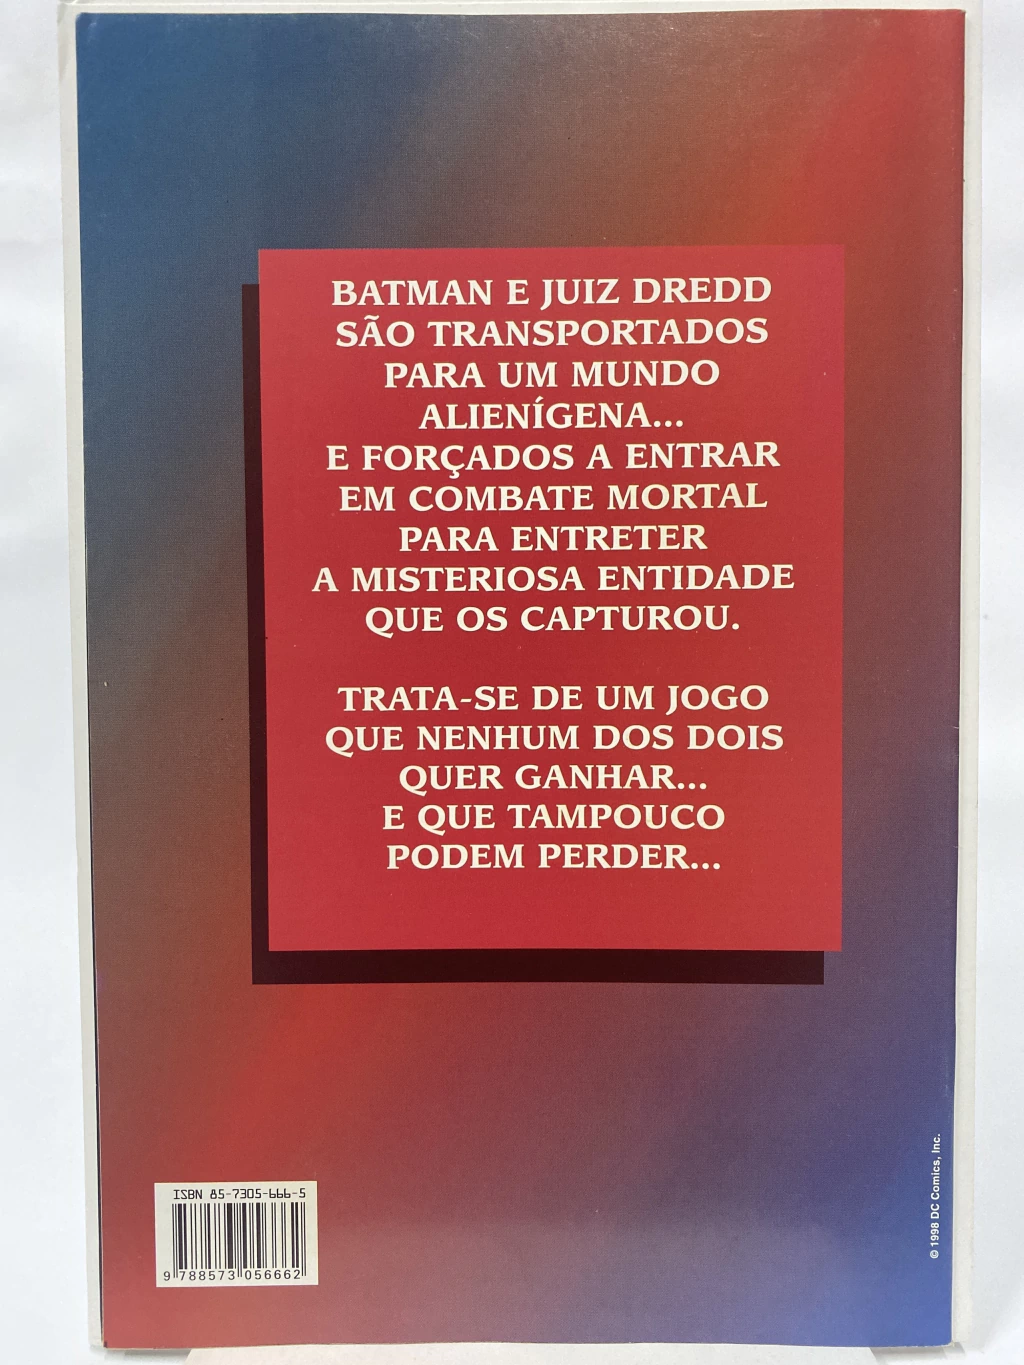 BATMAN E JUIZ DREDD
SÃO TRANSPORTADOS
PARA UM MUNDO
ALIENÍGENA...
E FORÇADOS A ENTRAR
EM COMBATE MORTAL
PARA ENTRETER
A MISTERIOSA ENTIDADE
QUE OS CAPTUROU.
TRATA-SE DE UM JOGO
QUE NENHUM DOS DOIS
QUER GANHAR...
E QUE TAMPOUCO
PODEM PERDER...
© 1998 DC Comics, Inc.
ISBN 85-7305-666-5
9 788573 056662